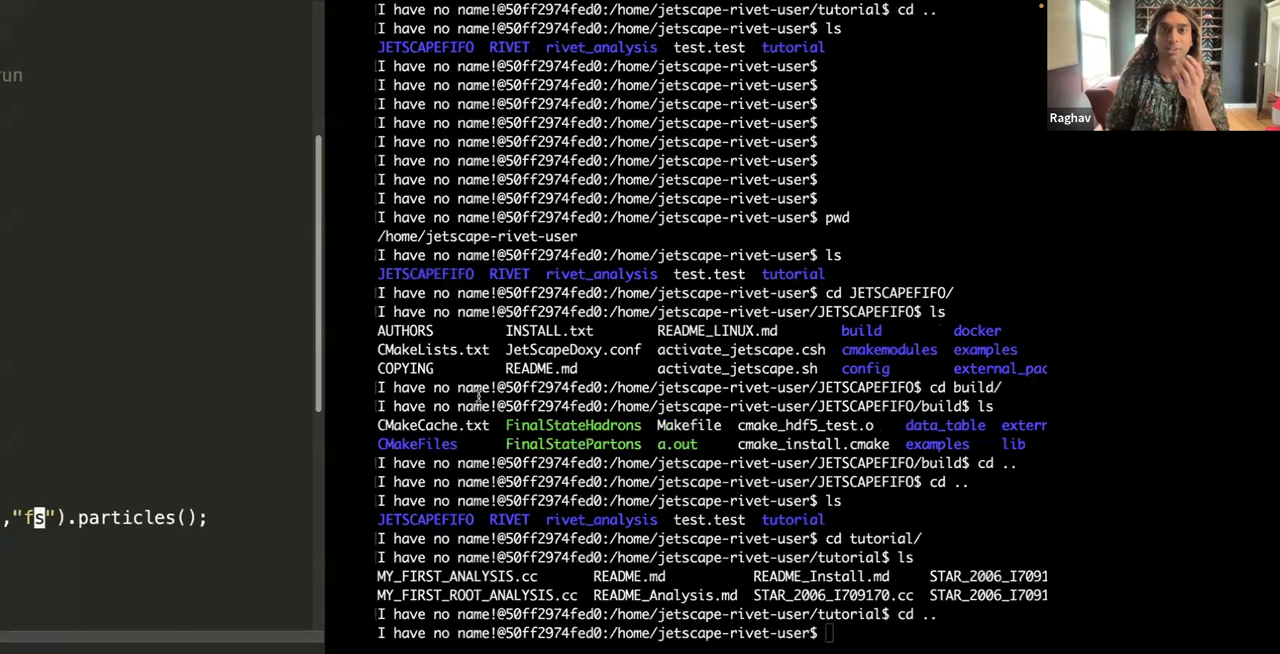 run
,"fs").particles();
I have no name!@50ff2974fed0:/home/jetscape-rivet-user/tutorial$ cd ..
I have no name!@50ff2974fed0:/home/jetscape-rivet-user$ ls
JETSCAPEFIFO RIVET rivet_analysis test.test tutorial
I have no name!@50ff2974fed0:/home/jetscape-rivet-user$
I have no name!@50ff2974fed0:/home/jetscape-rivet-user$
I have no name!@50ff2974fed0:/home/jetscape-rivet-user$
I have no name!@50ff2974fed0:/home/jetscape-rivet-user$
I have no name!@50ff2974fed0:/home/jetscape-rivet-user$
I have no name!@50ff2974fed0:/home/jetscape-rivet-user$
I have no name!@50ff2974fed0:/home/jetscape-rivet-user$
I have no name!@50ff2974fed0:/home/jetscape-rivet-user$
I have no name!@50ff2974fed0:/home/jetscape-rivet-user$ pwd
/home/jetscape-rivet-user
I have no name!@50ff2974fed0:/home/jetscape-rivet-user$ ls
JETSCAPEFIFO RIVET rivet_analysis test.test tutorial
I have no name!@50ff2974fed0:/home/jetscape-rivet-user$ cd JETSCAPEFIFO/
I have no name!@50ff2974fed0:/home/jetscape-rivet-user/JETSCAPEFIFO$ ls
AUTHORS INSTALL.txt README_LINUX.md build docker
CMakeLists.txt JetScapeDoxy.conf activate_jetscape.csh cmakemodules examples
COPYING README.md activate_jetscape.sh config external_pac
I have no name!@50ff2974fed0:/home/jetscape-rivet-user/JETSCAPEFIFO$ cd build/
I have no name!@50ff2974fed0:/home/jetscape-rivet-user/JETSCAPEFIFO/build$ ls
CMakeCache.txt FinalStateHadrons Makefile cmake_hdf5_test.o data_table extern
CMakeFiles FinalStatePartons a.out cmake_install.cmake examples lib
I have no name!@50ff2974fed0:/home/jetscape-rivet-user/JETSCAPEFIFO/build$ cd ..
I have no name!@50ff2974fed0:/home/jetscape-rivet-user/JETSCAPEFIFO$ cd ..
I have no name!@50ff2974fed0:/home/jetscape-rivet-user$ ls
JETSCAPEFIFO RIVET rivet_analysis test.test tutorial
I have no name!@50ff2974fed0:/home/jetscape-rivet-user$ cd tutorial/
I have no name!@50ff2974fed0:/home/jetscape-rivet-user/tutorial$ ls
MY_FIRST_ANALYSIS.cc README.md README_Install.md STAR_2006_I7091
MY_FIRST_ROOT_ANALYSIS.cc README_Analysis.md STAR_2006_I709170.cc STAR_2006_I7091
I have no name!@50ff2974fed0:/home/jetscape-rivet-user/tutorial$ cd ..
I have no name!@50ff2974fed0:/home/jetscape-rivet-user$
Raghav